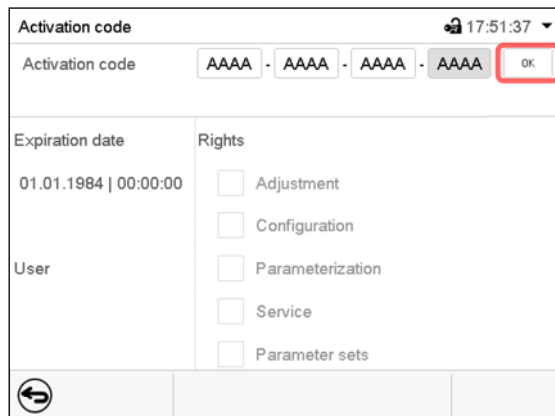 Activation code 17:51:37
Activation code AAAA - AAAA - AAAA - AAAA OK
Expiration date Rights
01.01.1984 | 00:00:00 Adjustment
Configuration
User Parameterization
Service
Parameter sets